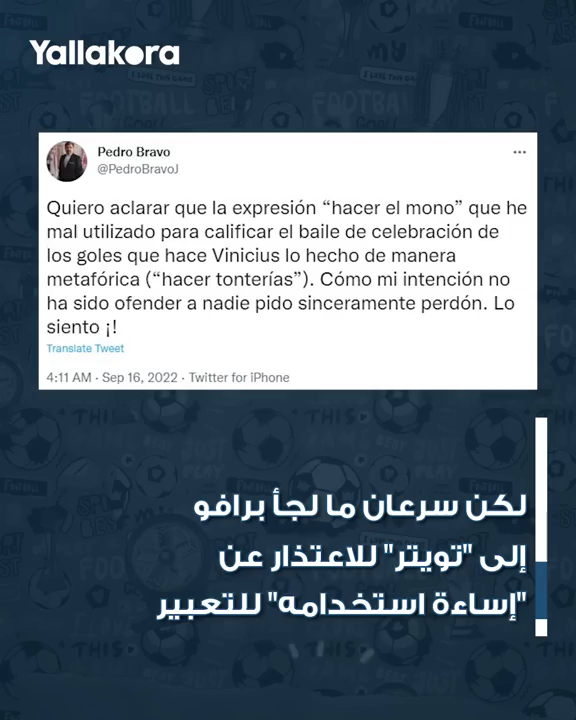 Yallakora
Pedro Bravo
@PedroBravoJ
Quiero aclarar que la expresión “hacer el mono” que he
mal utilizado para calificar el baile de celebración de
los goles que hace Vinicius lo hecho de manera
metafórica (“hacer tonterías”). Cómo mi intención no
ha sido ofender a nadie pido sinceramente perdón. Lo
siento ¡!
Translate Tweet
4:11 AM · Sep 16, 2022 · Twitter for iPhone
لكن سرعان ما لجأ برافو
إلى "تويتر" للاعتذار عن
"إساءة استخدامه" للتعبير